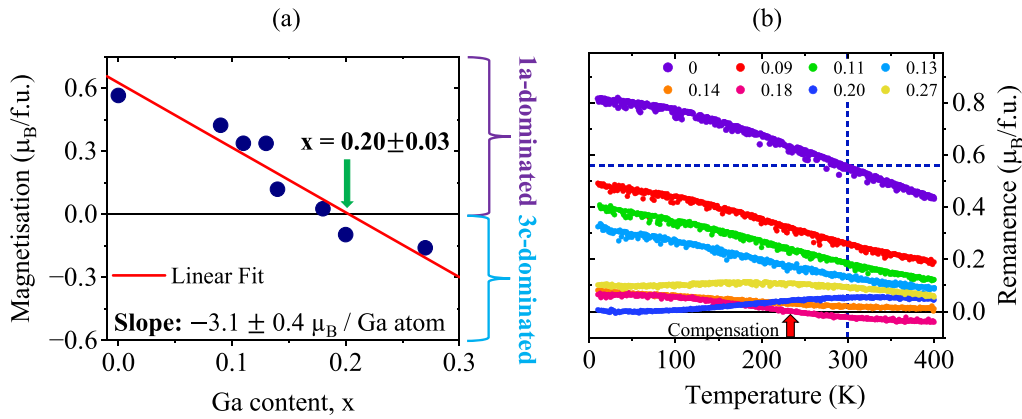 (a)
Magnetisation (μB/f.u.)
0.6
0.3
0.0
−0.3
−0.6
x = 0.20±0.03
Linear Fit
Slope: −3.1 ± 0.4 μB / Ga atom
0.0 0.1 0.2 0.3
Ga content, x
1a-dominated
3c-dominated
(b)
0 0.09 0.11 0.13
0.14 0.18 0.20 0.27
Compensation
0 100 200 300 400
Temperature (K)
0.8
0.6
0.4
0.2
0.0
Remanence (μB/f.u.)